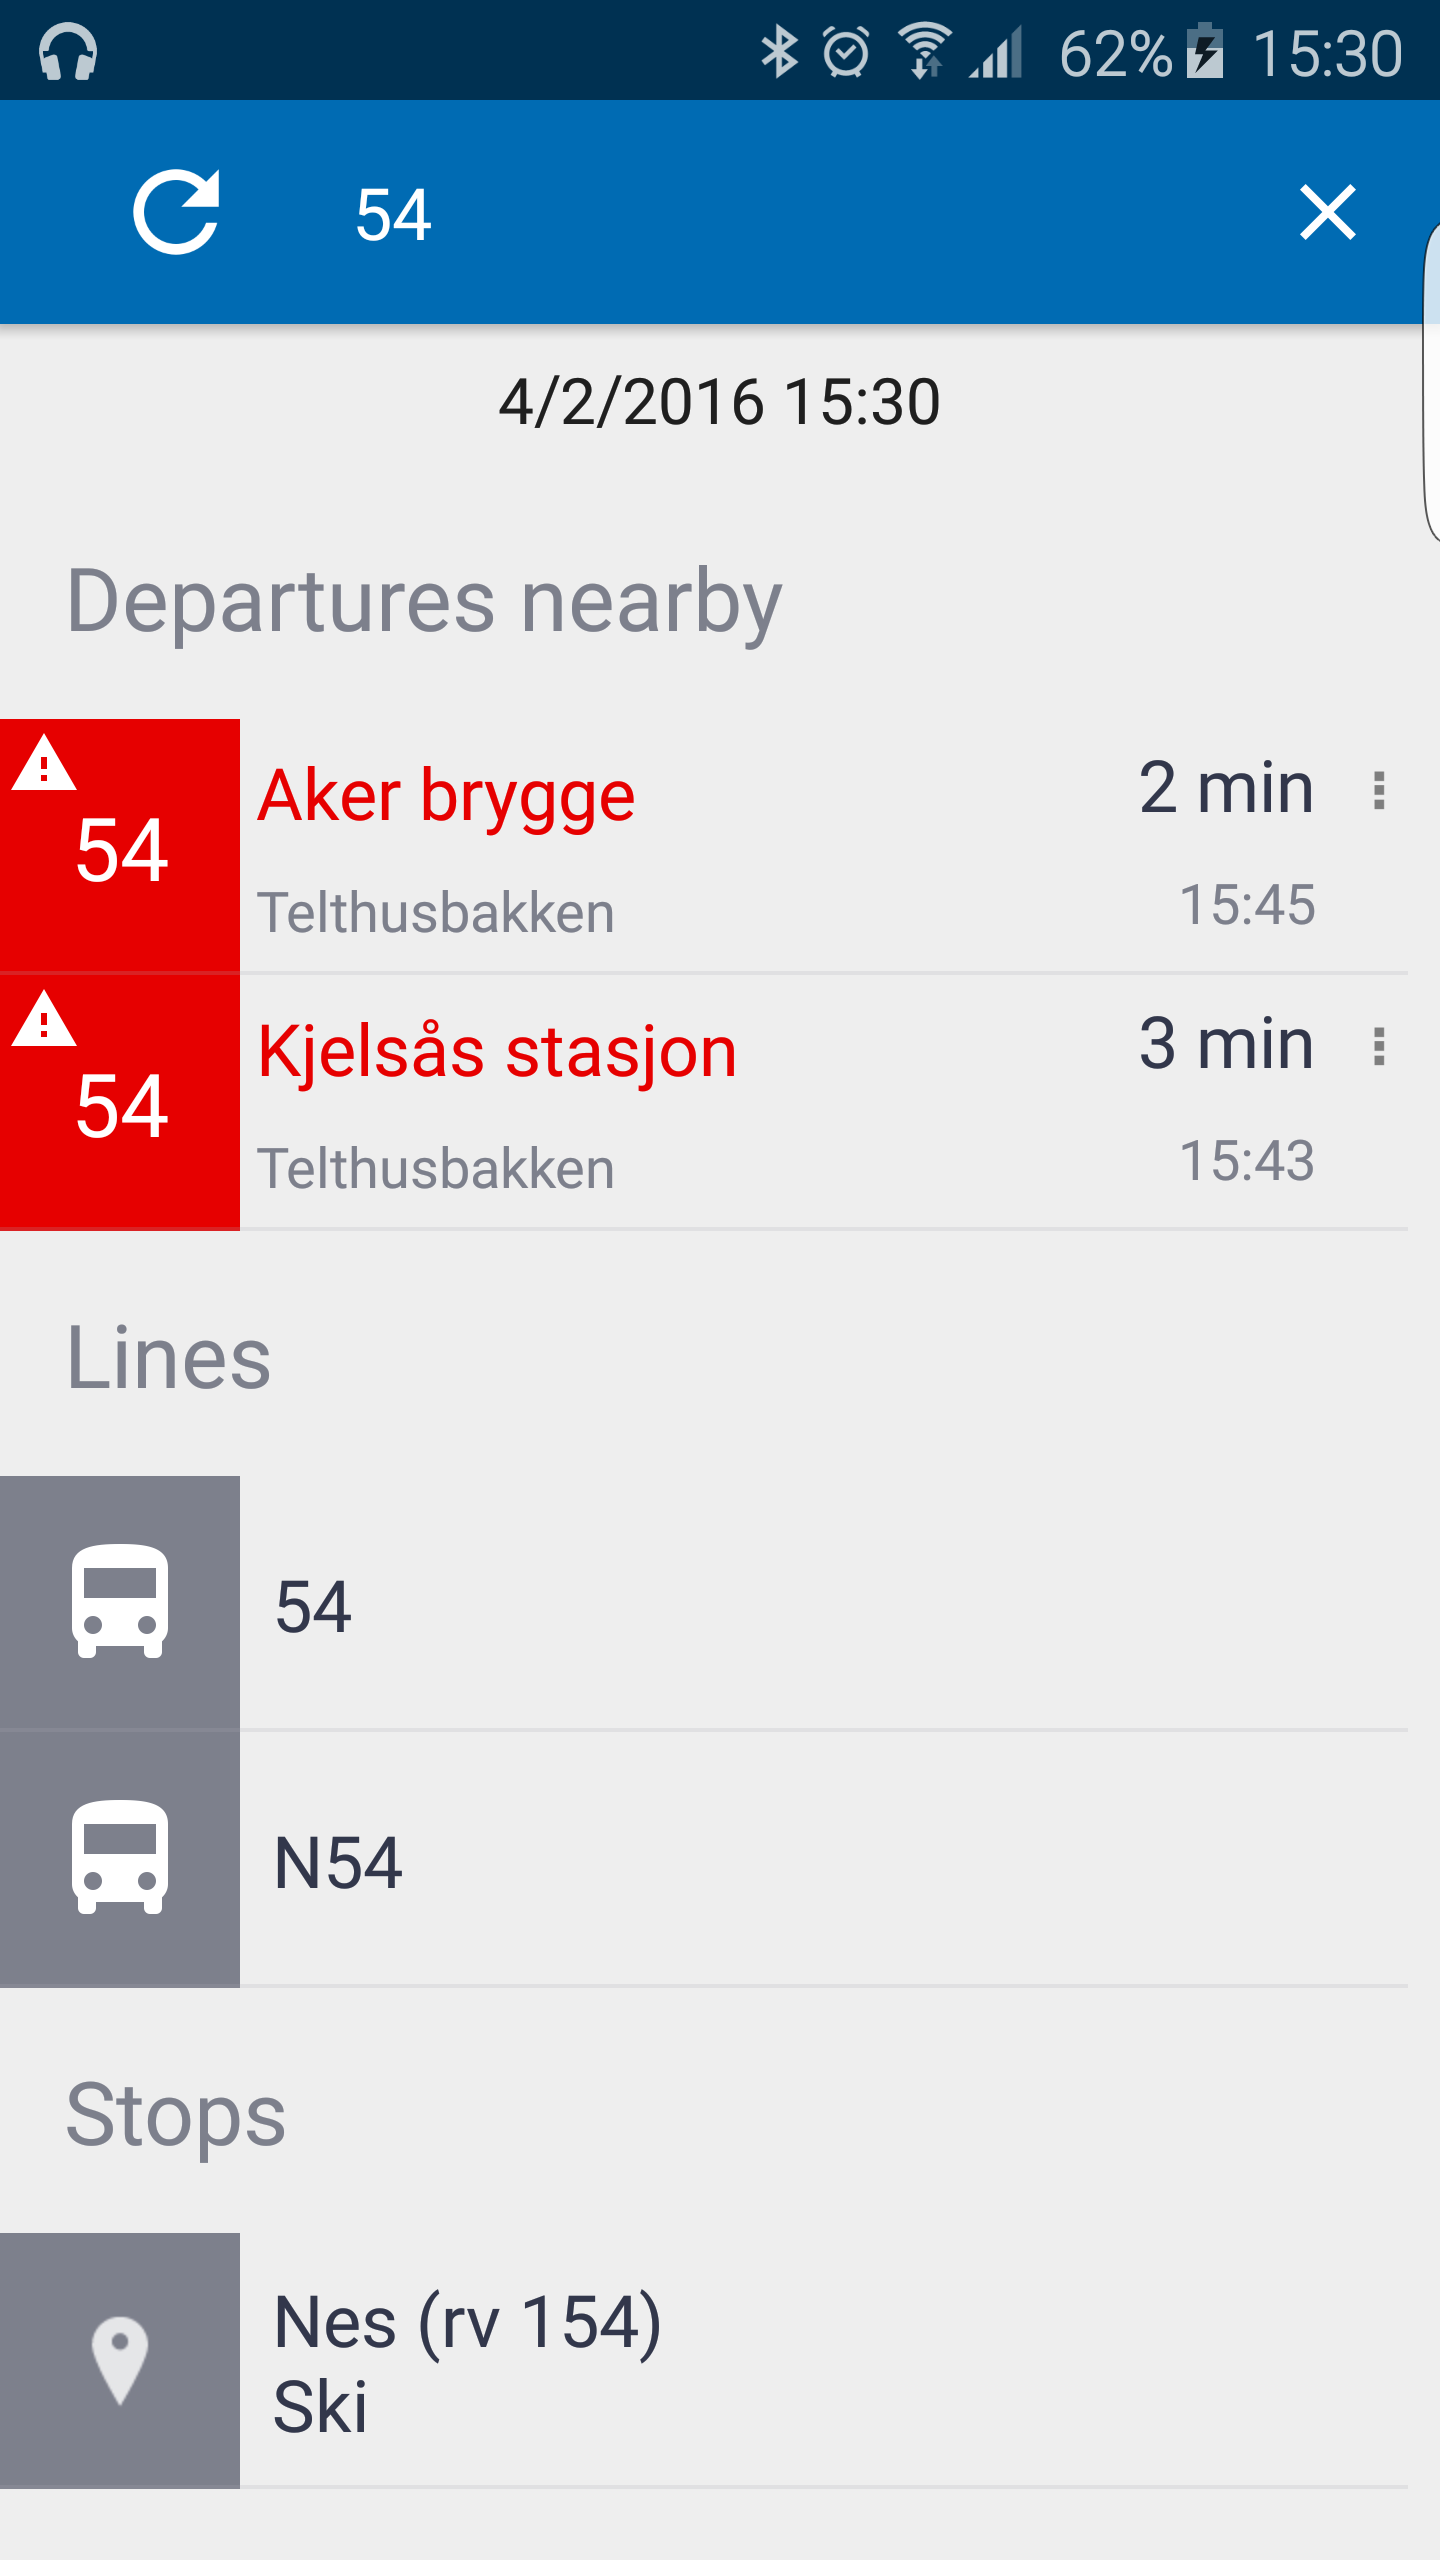 62% 15:30
54
4/2/2016 15:30
Departures nearby
54 Aker brygge 2 min
Telthusbakken 15:45
54 Kjelsås stasjon 3 min
Telthusbakken 15:43
Lines
54
N54
Stops
Nes (rv 154)
Ski